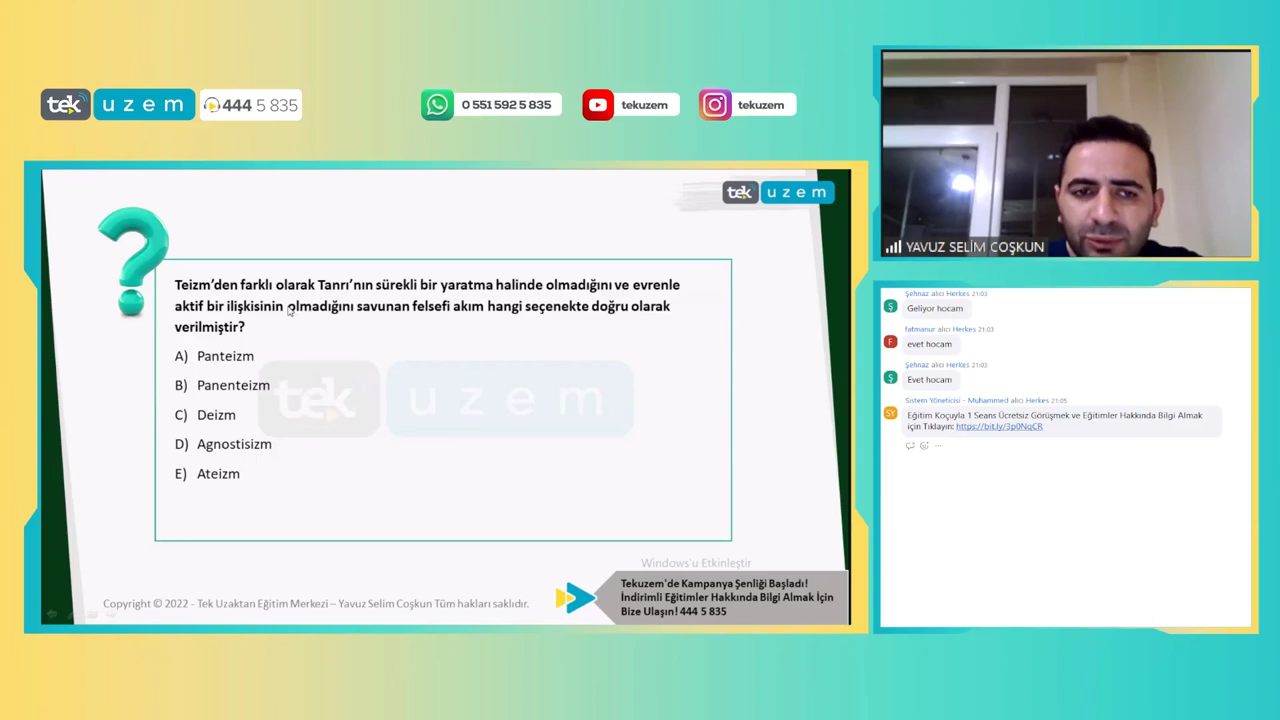 tek uzem 444 5 835
0 551 592 5 835
tekuzem
tekuzem
tek uzem
Teizm'den farklı olarak Tanrı'nın sürekli bir yaratma halinde olmadığını ve evrenle
aktif bir ilişkisinin olmadığını savunan felsefi akım hangi seçenekte doğru olarak
verilmiştir?
A) Panteizm
B) Panenteizm
C) Deizm
D) Agnostisizm
E) Ateizm
tek uzem
Windows'u Etkinleştir
Copyright © 2022 - Tek Uzaktan Eğitim Merkezi – Yavuz Selim Coşkun Tüm hakları saklıdır.
Tekuzem'de Kampanya Şenliği Başladı!
İndirimli Eğitimler Hakkında Bilgi Almak İçin
Bize Ulaşın! 444 5 835
YAVUZ SELİM COŞKUN
Şehnaz alıcı Herkes 21:03
Ş
Geliyor hocam
fatmanur alıcı Herkes 21:03
F
evet hocam
Şehnaz alıcı Herkes 21:03
Ş
Evet hocam
Sistem Yöneticisi - Muhammed alıcı Herkes 21:05
SY
Eğitim Koçuyla 1 Seans Ücretsiz Görüşmek ve Eğitimler Hakkında Bilgi Almak
için Tıklayın: https://bit.ly/3p0NqCR